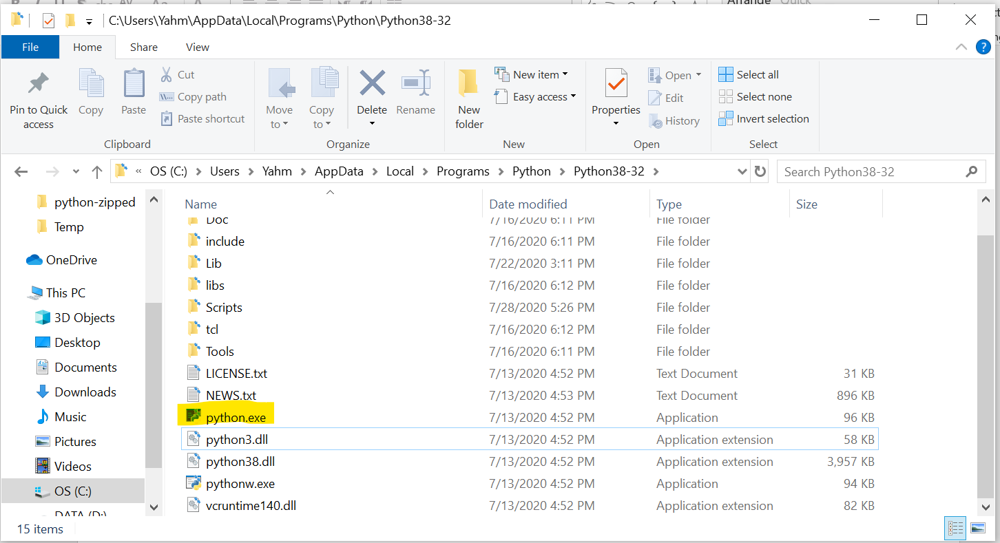 Arrange Quick
C:\Users\Yahm\AppData\Local\Programs\Python\Python38-32
File Home Share View
Pin to Quick access
Copy
Paste
Cut
Copy path
Paste shortcut
Clipboard
Move to
Copy to
Delete
Rename
Organize
New folder
New item
Easy access
New
Properties
Open
Edit
History
Open
Select all
Select none
Invert selection
Select
« OS (C:) > Users > Yahm > AppData > Local > Programs > Python > Python38-32 >
Search Python38-32
python-zipped
Temp
OneDrive
This PC
3D Objects
Desktop
Documents
Downloads
Music
Pictures
Videos
OS (C:)
DATA (D:)
Name Date modified Type Size
Doc 7/16/2020 6:11 PM File folder
include 7/16/2020 6:11 PM File folder
Lib 7/22/2020 3:11 PM File folder
libs 7/16/2020 6:12 PM File folder
Scripts 7/28/2020 5:26 PM File folder
tcl 7/16/2020 6:12 PM File folder
Tools 7/16/2020 6:11 PM File folder
LICENSE.txt 7/13/2020 4:52 PM Text Document 31 KB
NEWS.txt 7/13/2020 4:53 PM Text Document 896 KB
python.exe 7/13/2020 4:52 PM Application 96 KB
python3.dll 7/13/2020 4:52 PM Application extension 58 KB
python38.dll 7/13/2020 4:52 PM Application extension 3,957 KB
pythonw.exe 7/13/2020 4:52 PM Application 94 KB
vcruntime140.dll 7/13/2020 4:52 PM Application extension 82 KB
15 items